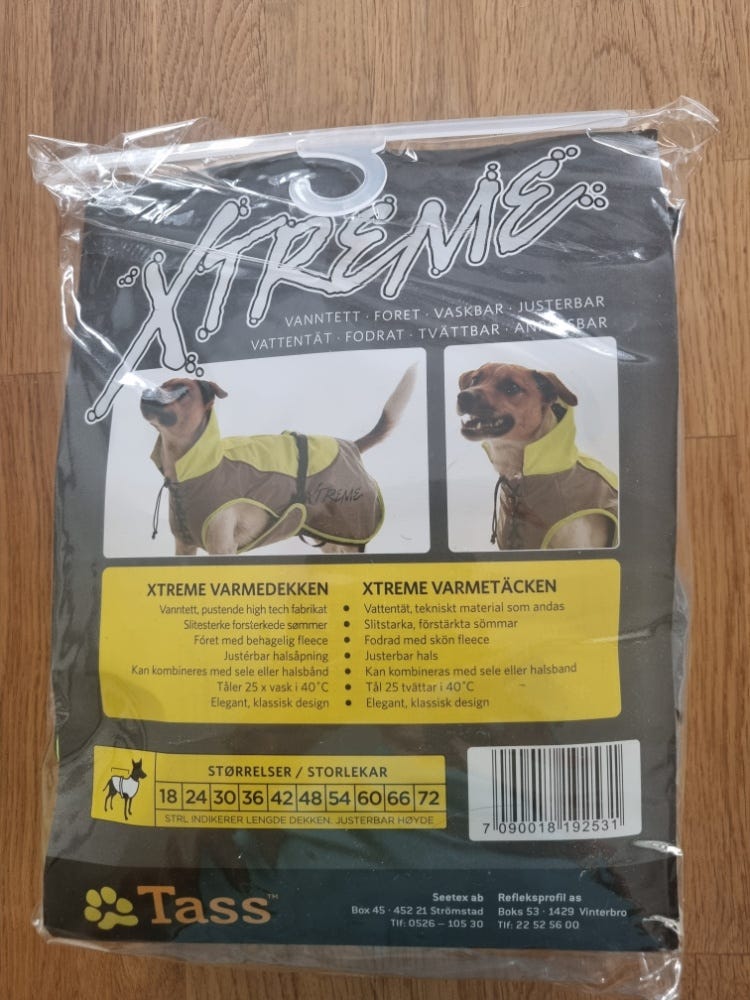 XTREME
VANNTETT · FORET · VASKBAR · JUSTERBAR
VATTENTÄT · FODRAT · TVÄTTBAR ·
XTREME
XTREME VARMEDEKKEN
Vanntett, pustende high tech fabrikat
Slitesterke forsterkede sømmer
Fóret med behagelig fleece
Justérbar halsåpning
Kan kombineres med sele eller halsbånd
Tåler 25 x vask i 40˚C
Elegant, klassisk design
XTREME VARMETÄCKEN
Vattentät, tekniskt material som andas
Slitstarka, förstärkta sömmar
Fodrad med skön fleece
Justerbar hals
Kan kombineras med sele eller halsband
Tål 25 tvättar i 40˚C
Elegant, klassisk design
STØRRELSER / STORLEKAR
18 24 30 36 42 48 54 60 66 72
STRL INDIKERER LENGDE DEKKEN. JUSTERBAR HØYDE
7 090018 192531
Tass™
Seetex ab
Box 45 · 452 21 Strömstad
Tlf: 0526 – 105 30
Refleksprofil as
Boks 53 · 1429 Vinterbro
Tlf: 22 52 56 00